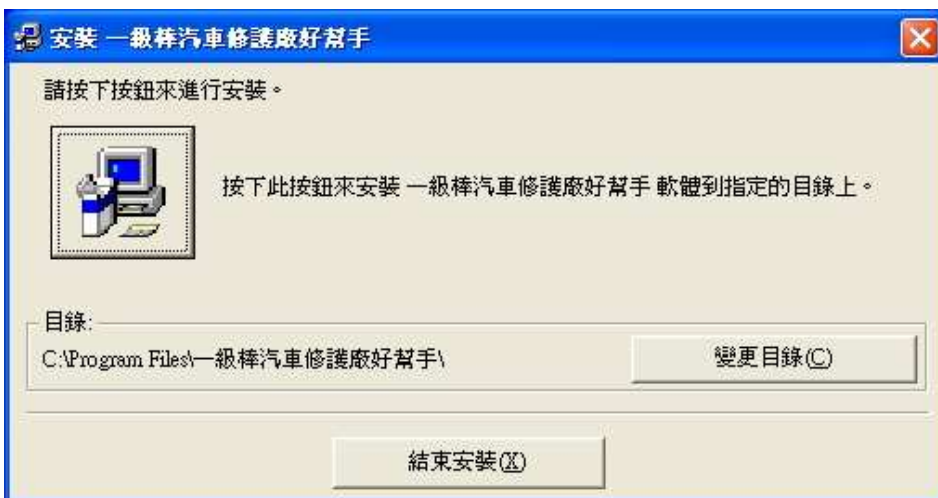 安裝 一級棒汽車修護廠好幫手
請按下按鈕來進行安裝。
按下此按鈕來安裝 一級棒汽車修護廠好幫手 軟體到指定的目錄上。
目錄:
C:\Program Files\一級棒汽車修護廠好幫手\
變更目錄(C)
結束安裝(X)